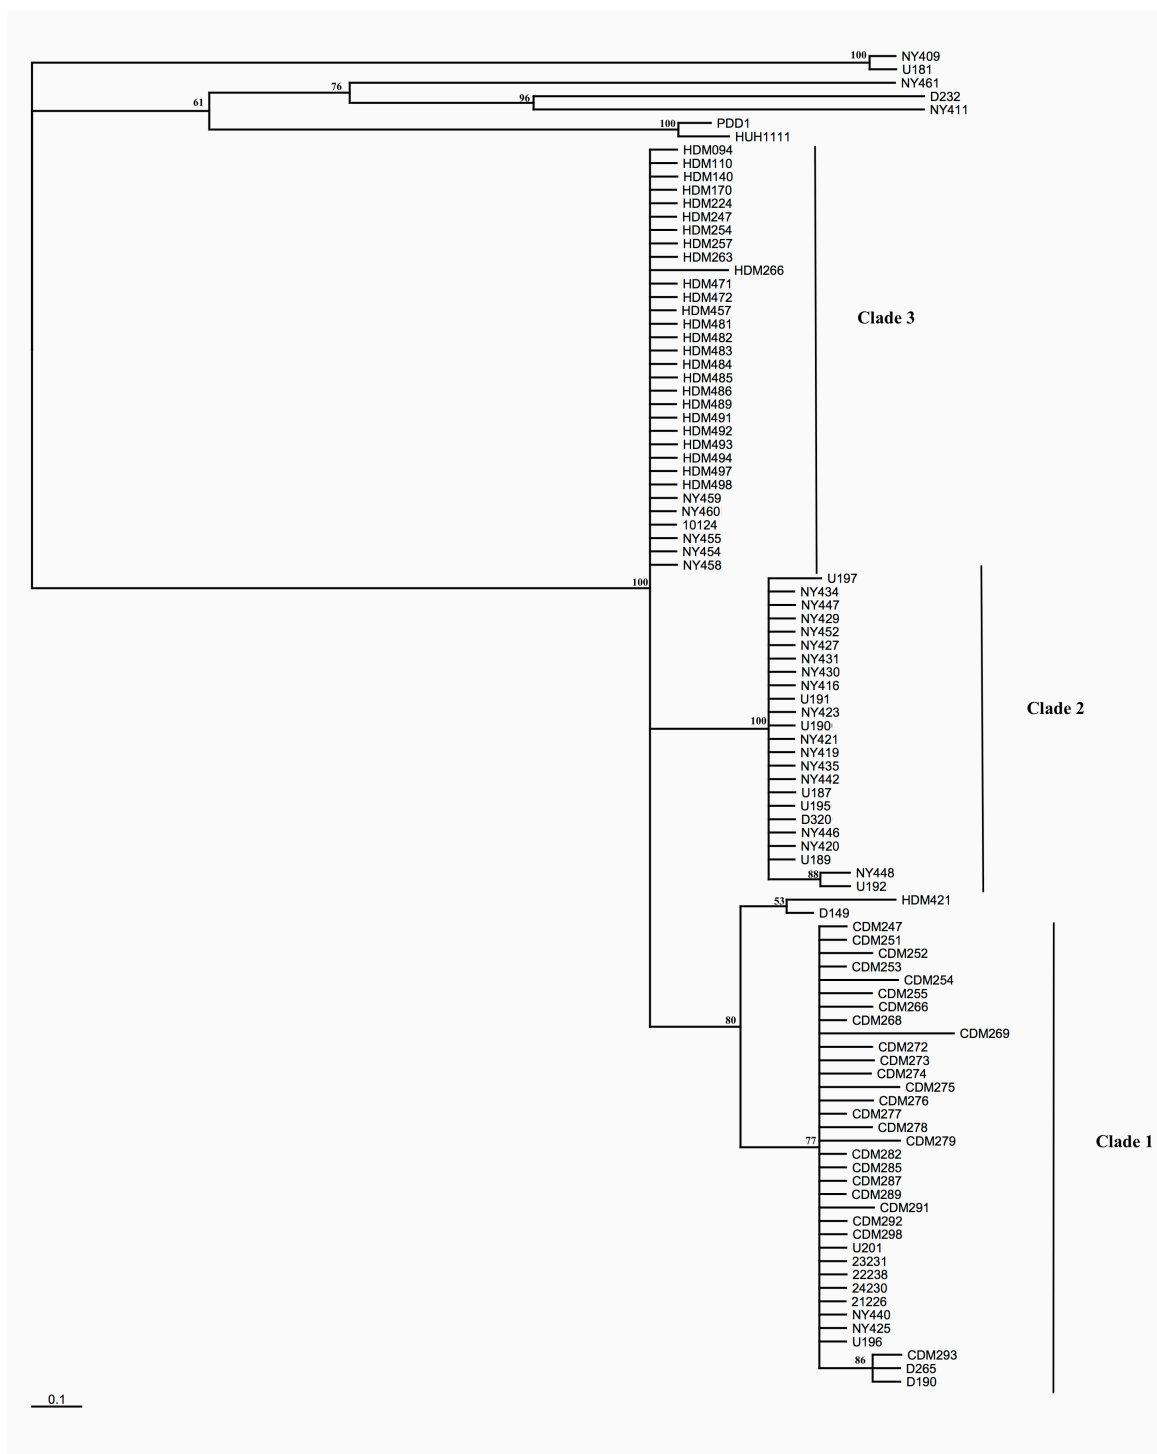 100 NY409
U181
76 NY461
96 D232
61 NY411
100 PDD1
HUH1111
HDM094
HDM110
HDM140
HDM170
HDM224
HDM247
HDM254
HDM257
HDM263
HDM266
HDM471
HDM472
HDM457
Clade 3
HDM481
HDM482
HDM483
HDM484
HDM485
HDM486
HDM489
HDM491
HDM492
HDM493
HDM494
HDM497
HDM498
NY459
NY460
10124
NY455
NY454
NY458
100 U197
NY434
NY447
NY429
NY452
NY427
NY431
NY430
NY416
U191
NY423
Clade 2
100 U190
NY421
NY419
NY435
NY442
U187
U195
D320
NY446
NY420
U189
88 NY448
U192
53 HDM421
D149
CDM247
CDM251
CDM252
CDM253
CDM254
CDM255
CDM266
80 CDM268
CDM269
CDM272
CDM273
CDM274
CDM275
CDM276
CDM277
CDM278
77 CDM279 Clade 1
CDM282
CDM285
CDM287
CDM289
CDM291
CDM292
CDM298
U201
23231
22238
24230
21226
NY440
NY425
U196
86 CDM293
D265
D190
0.1